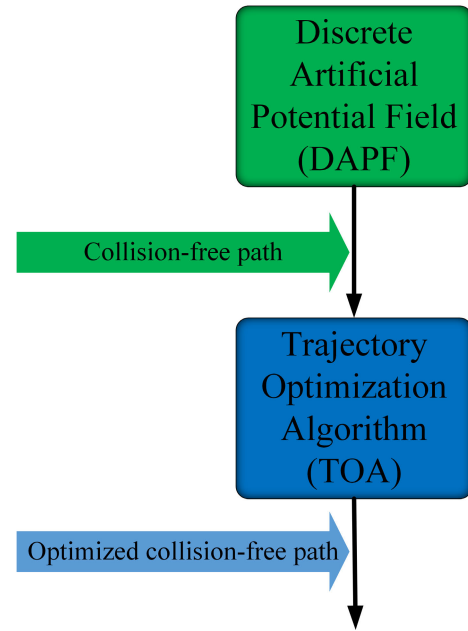 Discrete
Artificial
Potential Field
(DAPF)
Collision-free path
Trajectory
Optimization
Algorithm
(TOA)
Optimized collision-free path